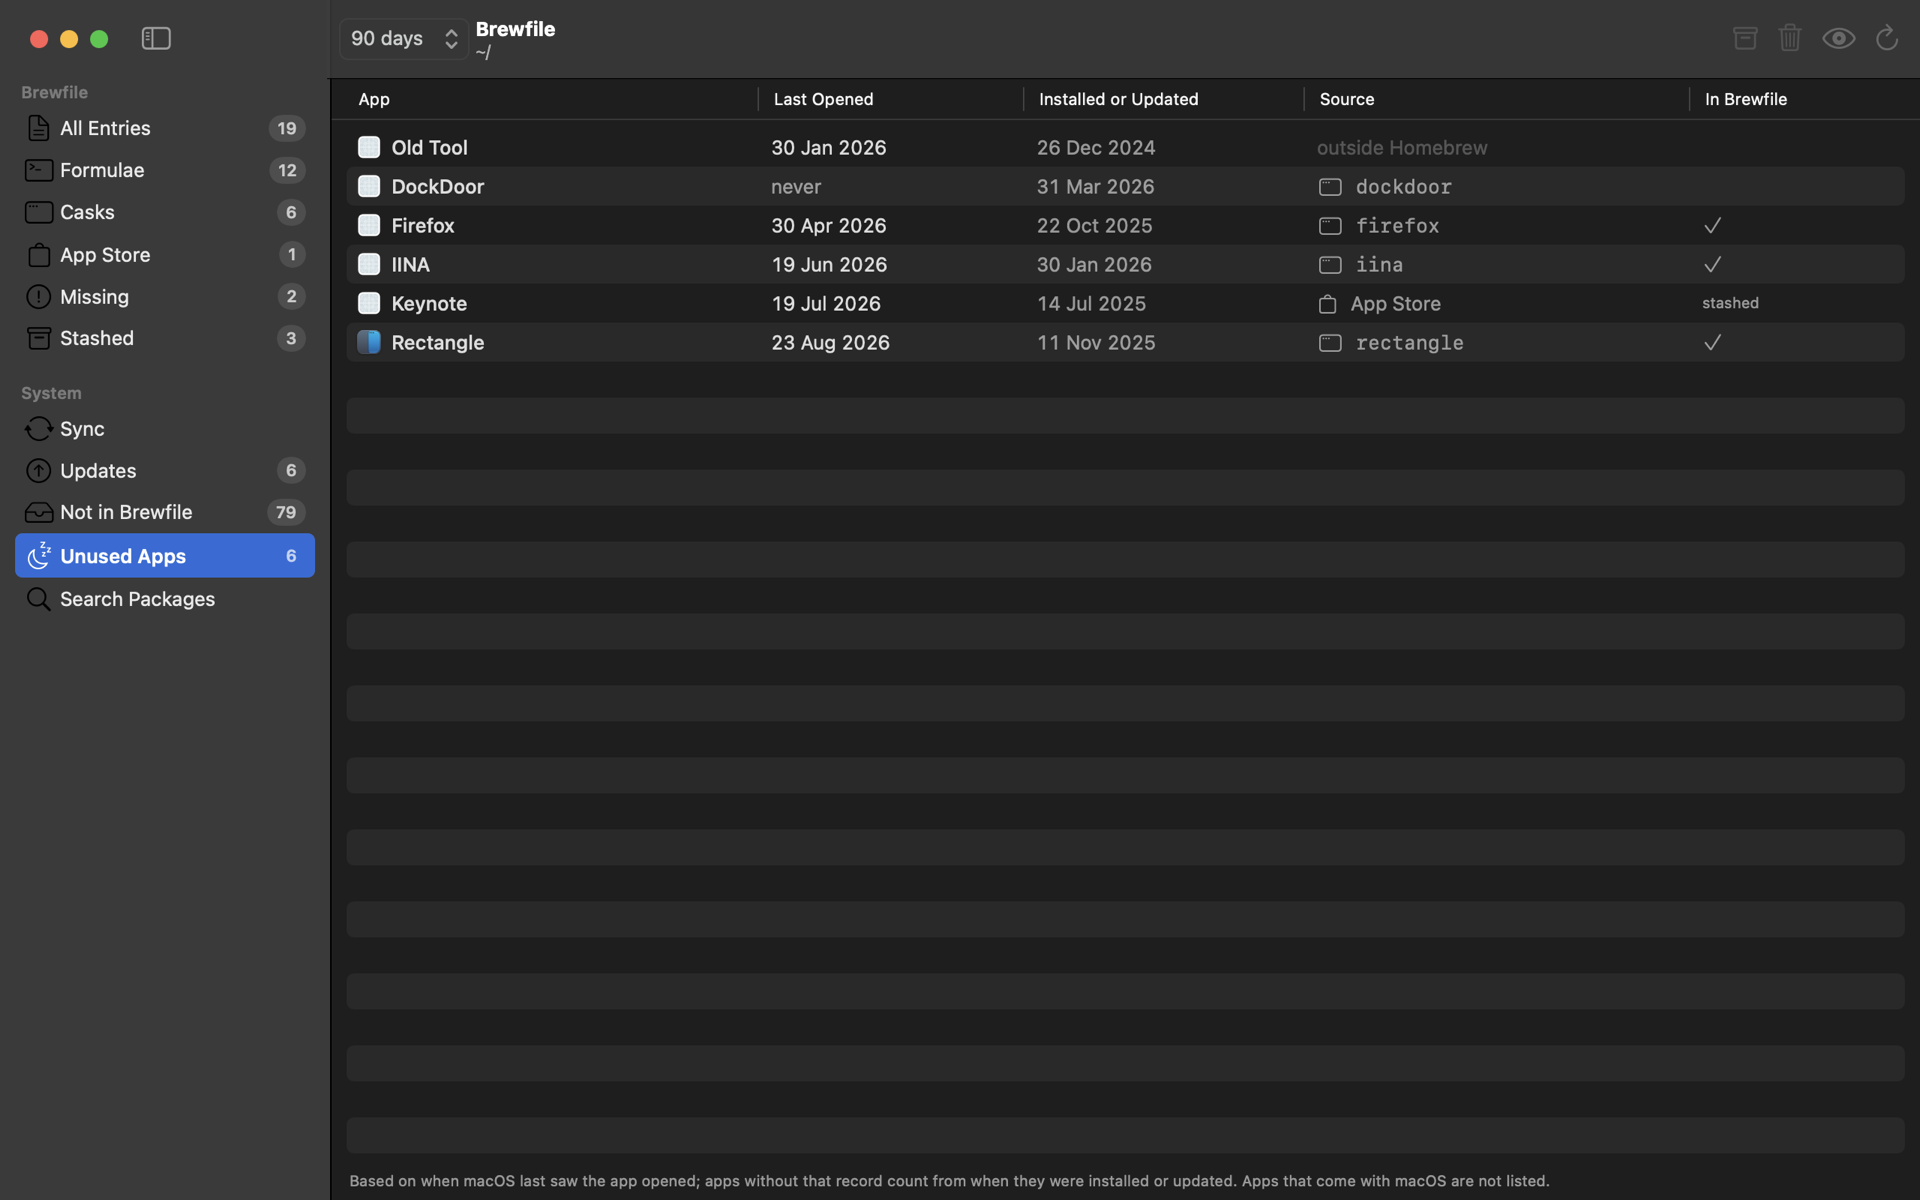 90 days
Brewfile
~/
Brewfile
All Entries 19
Formulae 12
Casks 6
App Store 1
Missing 2
Stashed 3
System
Sync
Updates 6
Not in Brewfile 79
Unused Apps 6
Search Packages
App Last Opened Installed or Updated Source In Brewfile
Old Tool 30 Jan 2026 26 Dec 2024 outside Homebrew
DockDoor never 31 Mar 2026 dockdoor
Firefox 30 Apr 2026 22 Oct 2025 firefox ✓
IINA 19 Jun 2026 30 Jan 2026 iina ✓
Keynote 19 Jul 2026 14 Jul 2025 App Store stashed
Rectangle 23 Aug 2026 11 Nov 2025 rectangle ✓
Based on when macOS last saw the app opened; apps without that record count from when they were installed or updated. Apps that come with macOS are not listed.